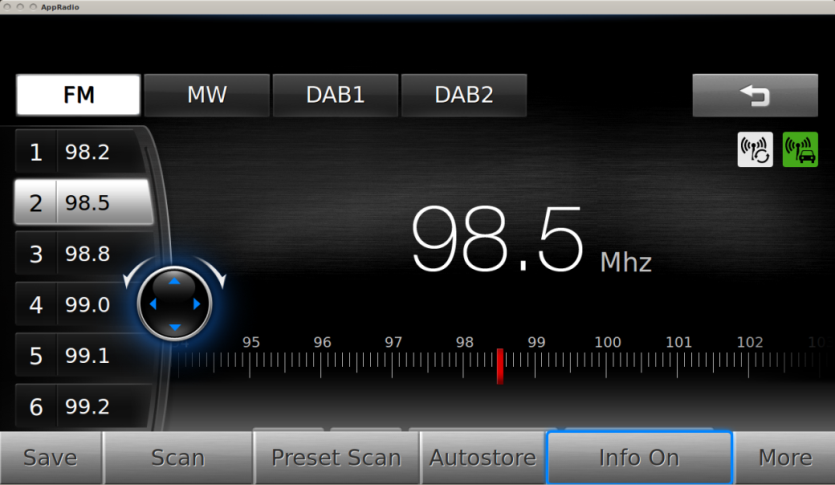 AppRadio
FM MW DAB1 DAB2
1 98.2
2 98.5
3 98.8
4 99.0
5 99.1
6 99.2
98.5 Mhz
95 96 97 98 99 100 101 102
Save Scan Preset Scan Autostore Info On More